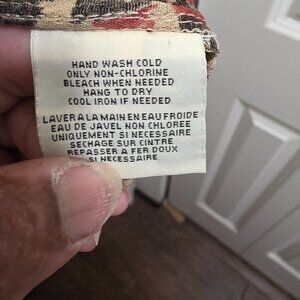 HAND WASH COLD
ONLY NON-CHLORINE
BLEACH WHEN NEEDED
HANG TO DRY
COOL IRON IF NEEDED
LAVER A LA MAIN EN EAU FROIDE
EAU DE JAVEL NON CHLOREE
UNIQUEMENT SI NECESSAIRE
SECHAGE SUR CINTRE
REPASSER A FER DOUX
SI NECESSAIRE